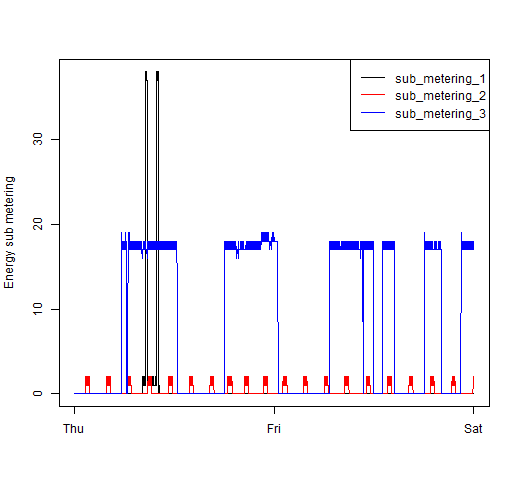 sub_metering_1
sub_metering_2
sub_metering_3
Energy sub metering
30
20
10
0
Thu Fri Sat